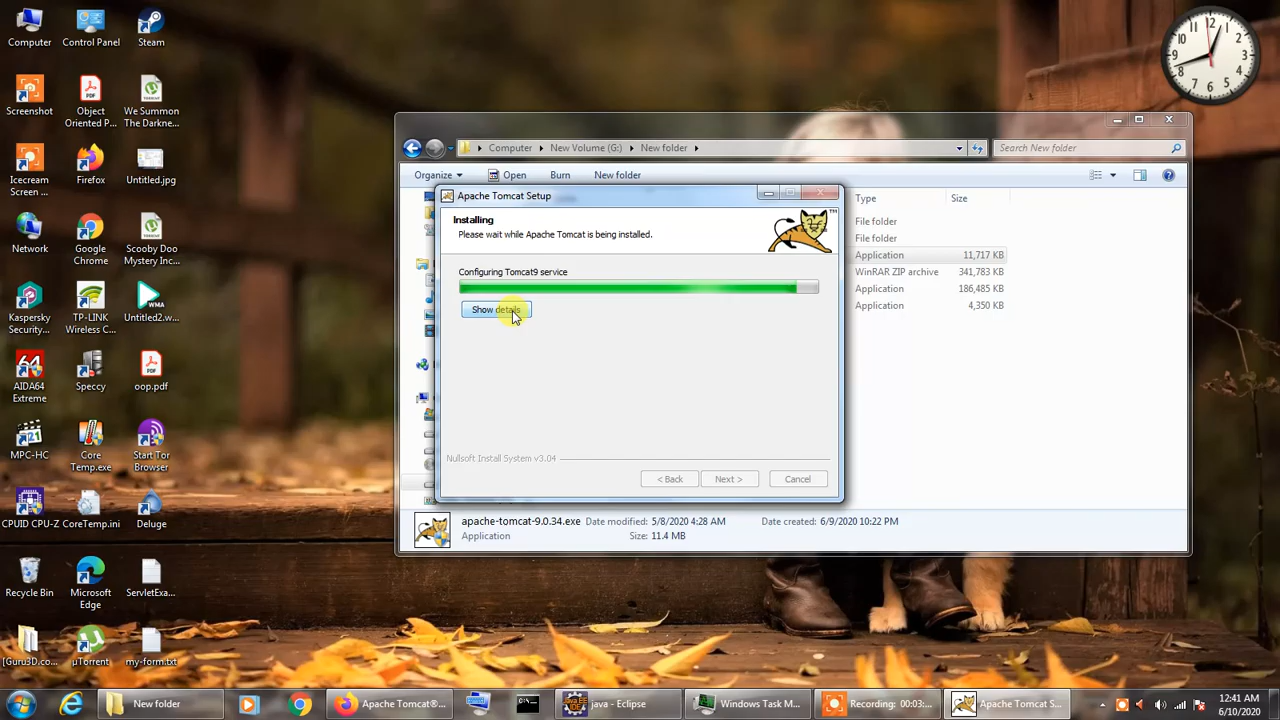 Computer
Control Panel
Steam
Screenshot
Object
Oriented P...
We Summon
The Darkne...
Icecream
Screen ...
Firefox
Untitled.jpg
Network
Google
Chrome
Scooby Doo
Mystery Inc...
Kaspersky
Security...
TP-LINK
Wireless C...
WMA
Untitled2.w...
64
AIDA64
Extreme
Speccy
oop.pdf
MPC-HC
Core
Temp.exe
Start Tor
Browser
CPUID CPU-Z
CoreTemp.ini
Deluge
Recycle Bin
Microsoft
Edge
ServletExa...
[Guru3D.co...
µTorrent
my-form.txt
Computer
New Volume (G:)
New folder
Search New folder
Organize
Open
Burn
New folder
Type
Size
File folder
File folder
Application
11,717 KB
WinRAR ZIP archive
341,783 KB
Application
186,485 KB
Application
4,350 KB
Apache Tomcat Setup
Installing
Please wait while Apache Tomcat is being installed.
TM
Configuring Tomcat9 service
Show details
Nullsoft Install System v3.04
< Back
Next >
Cancel
apache-tomcat-9.0.34.exe
Date modified: 5/8/2020 4:28 AM
Date created: 6/9/2020 10:22 PM
Application
Size: 11.4 MB
New folder
Apache Tomcat®...
java - Eclipse
Windows Task M...
Recording: 00:03:...
Apache Tomcat S...
12:41 AM
6/10/2020